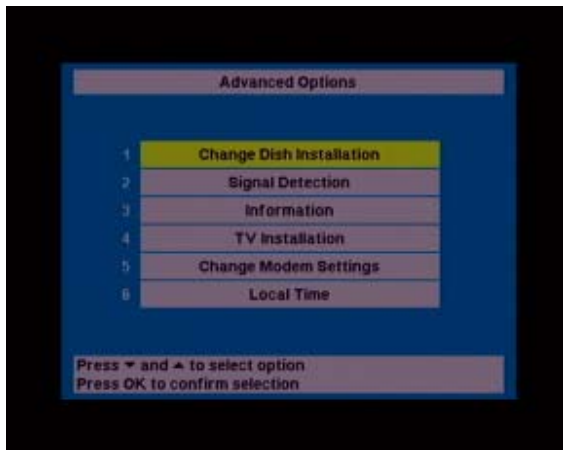 Advanced Options
1 Change Dish Installation
2 Signal Detection
3 Information
4 TV Installation
5 Change Modem Settings
6 Local Time
Press ▼ and ▲ to select option
Press OK to confirm selection